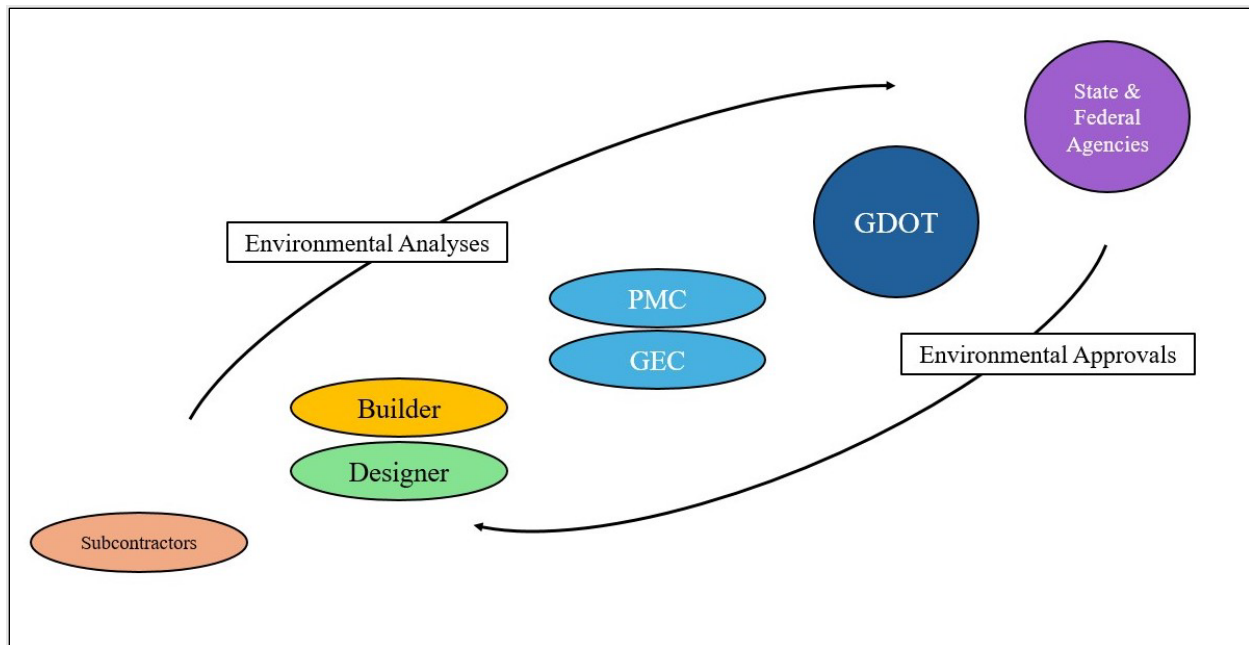 State &
Federal
Agencies
GDOT
Environmental Analyses
PMC
GEC
Environmental Approvals
Builder
Designer
Subcontractors